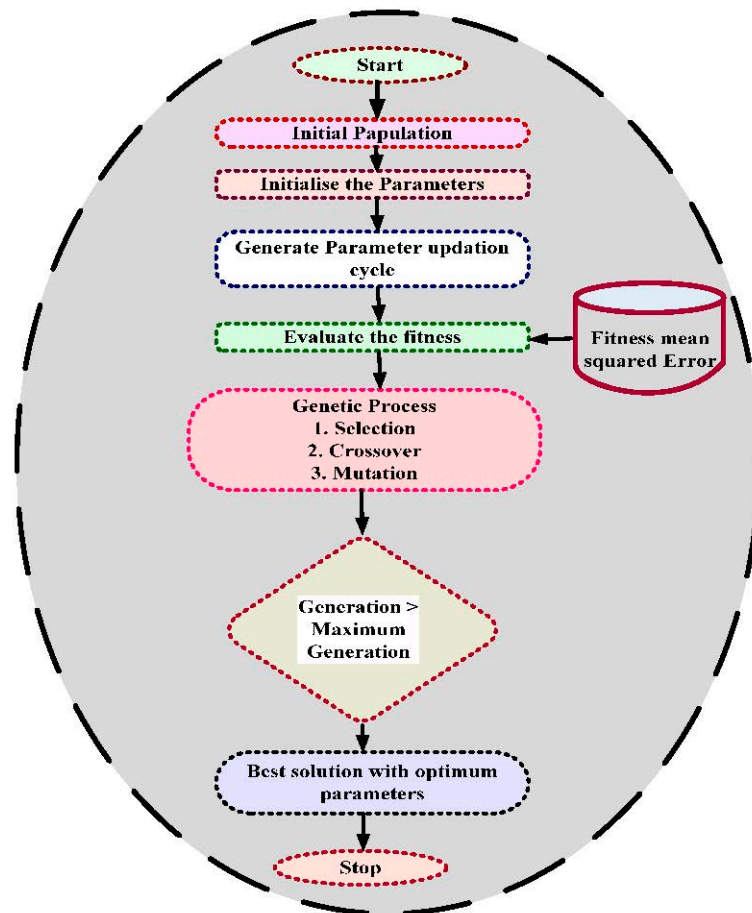 Start
Initial Papulation
Initialise the Parameters
Generate Parameter updation
cycle
Evaluate the fitness
Fitness mean
squared Error
Genetic Process
1. Selection
2. Crossover
3. Mutation
Generation >
Maximum
Generation
Best solution with optimum
parameters
Stop